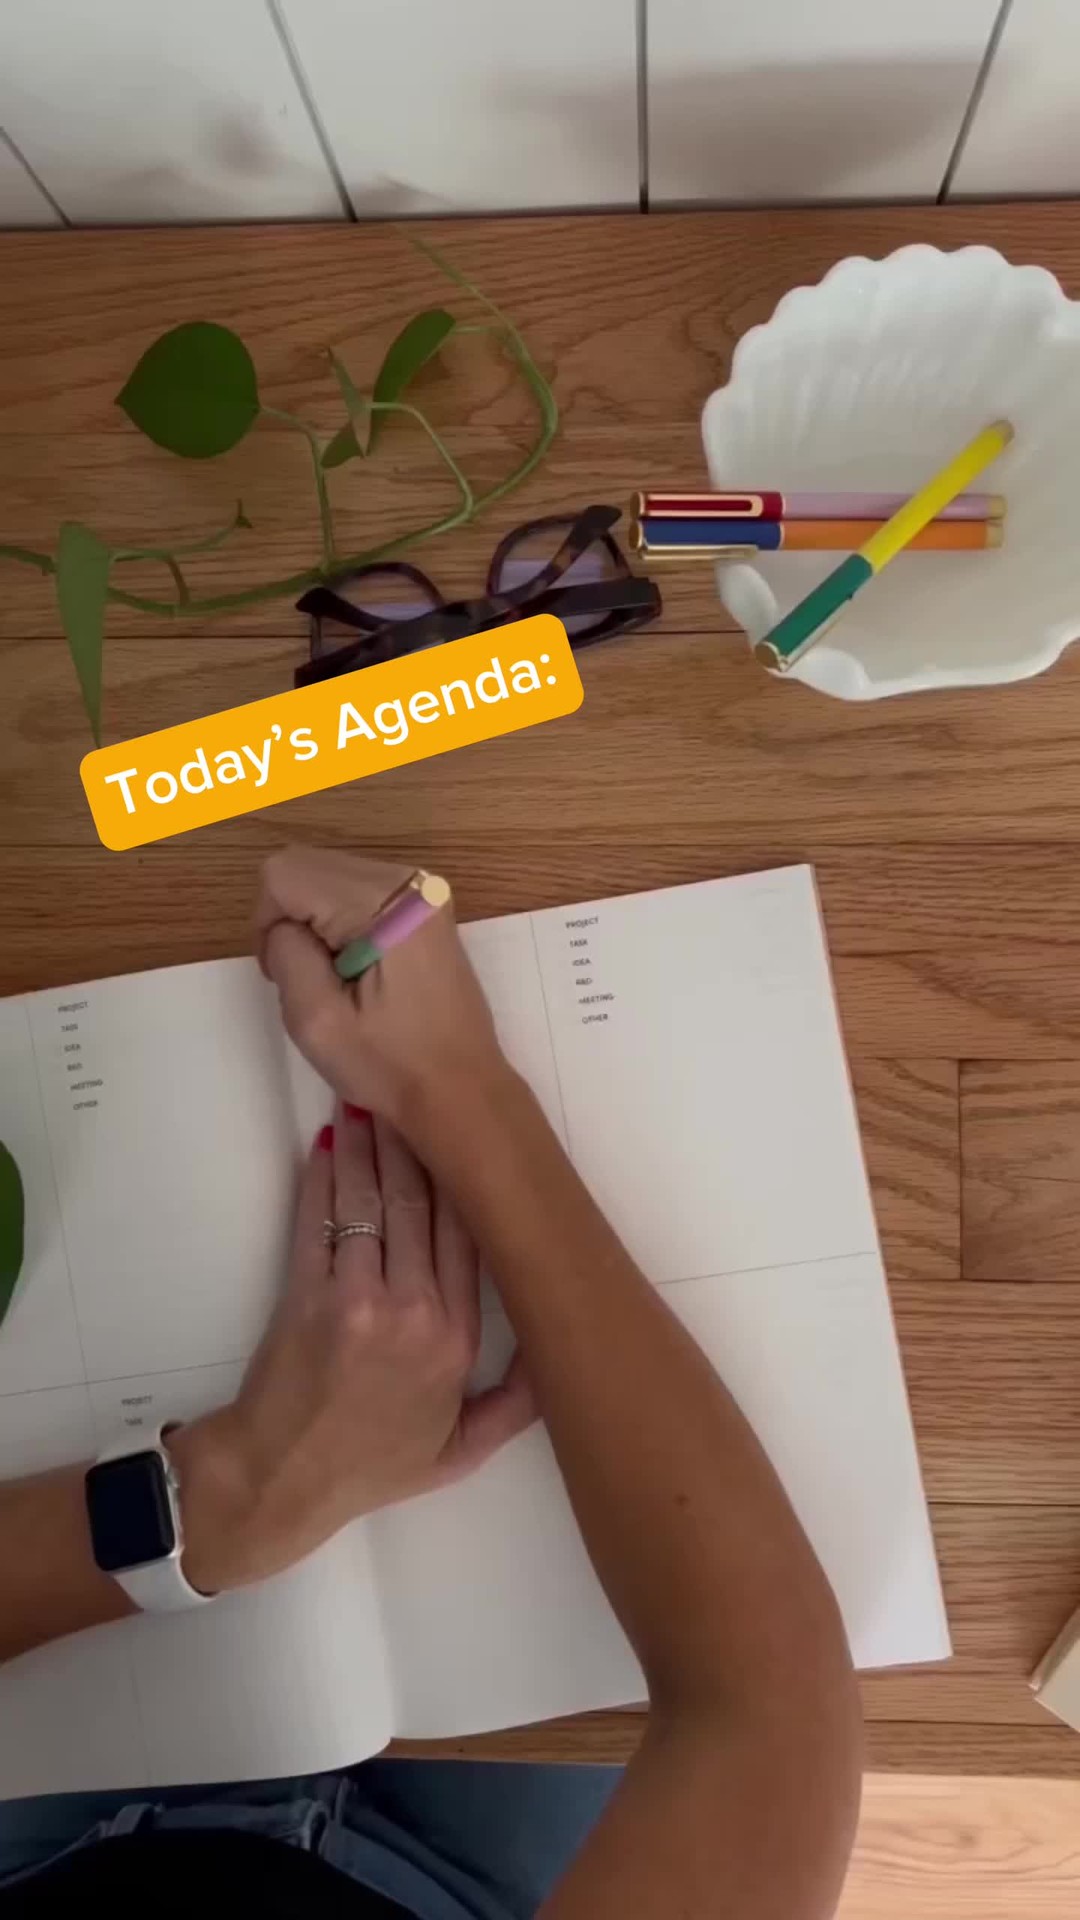 Today's Agenda:
PROJECT
TASK
IDEA
R&D
MEETING
OTHER
PROJECT
TASK
IDEA
R&D
MEETING
OTHER
PROJECT
TASK